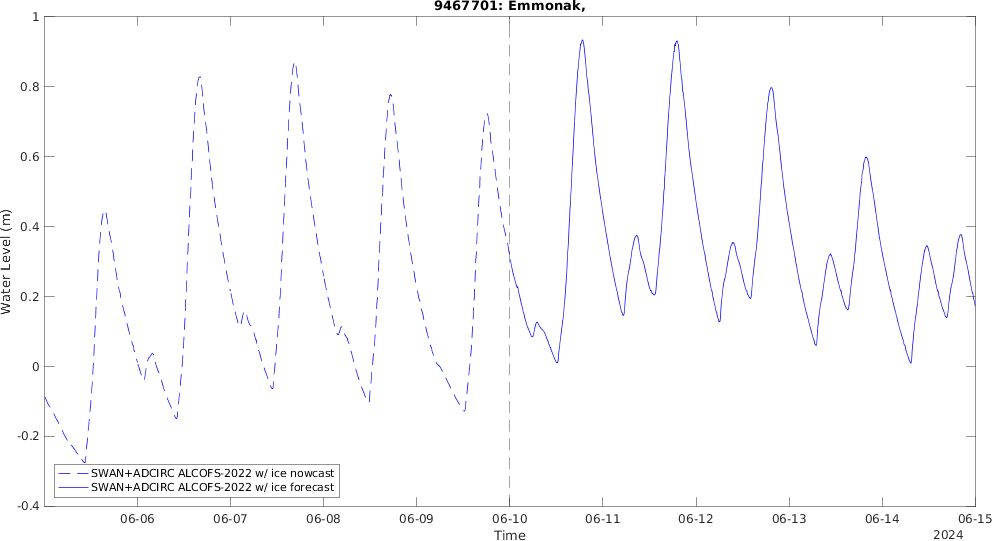 9467701: Emmonak,
1
0.8
0.6
0.4
0.2
0
-0.2
-0.4
Water Level (m)
SWAN+ADCIRC ALCOFS-2022 w/ ice nowcast
SWAN+ADCIRC ALCOFS-2022 w/ ice forecast
06-06 06-07 06-08 06-09 06-10 06-11 06-12 06-13 06-14 06-15
Time
2024